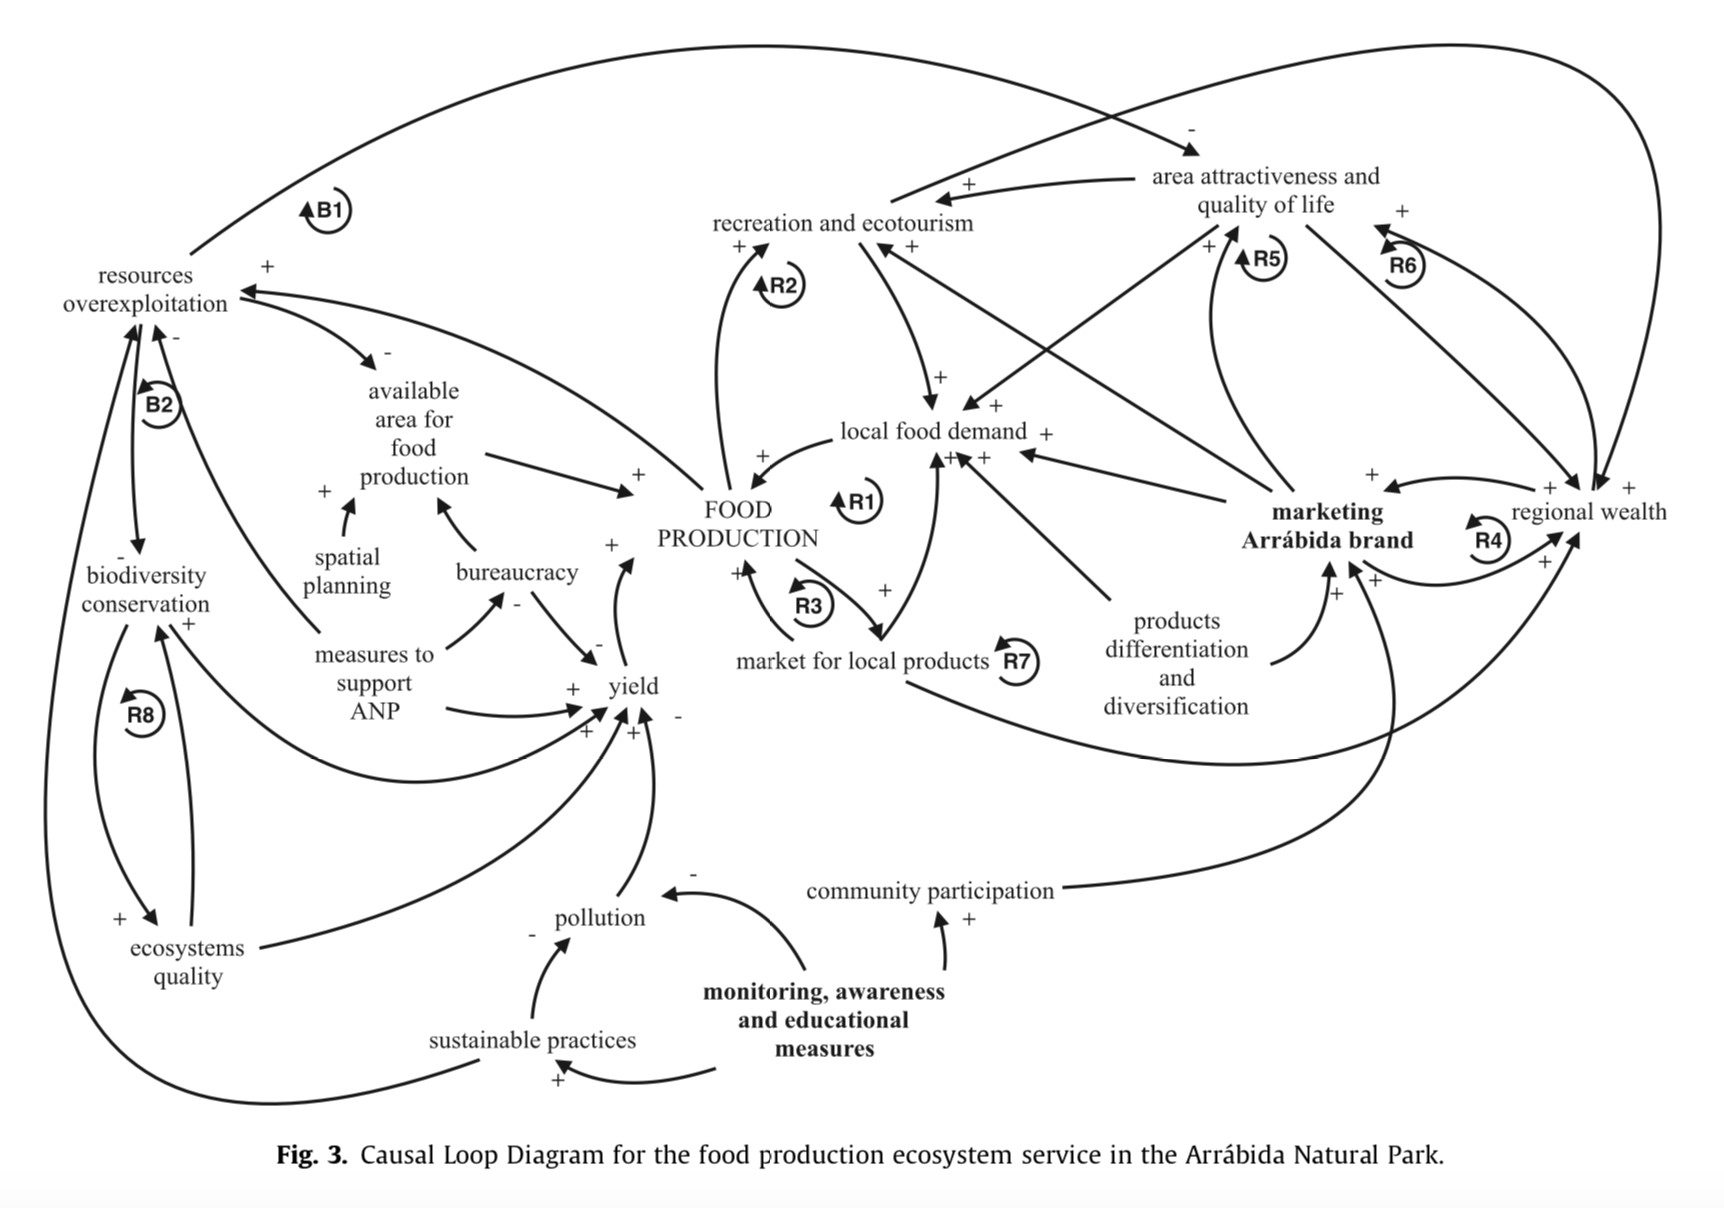 -
area attractiveness and
quality of life
+
+
B1
recreation and ecotourism
+
+
+
R5
R6
R2
resources
overexploitation
+
-
-
available
area for
food
production
+
B2
+
+
local food demand +
+
+ +
+
+
FOOD
PRODUCTION
R1
marketing
Arrábida brand
+
+
+
regional wealth
R4
+
+
+
+
spatial
planning
bureaucracy
-
+
+
R3
+
-
biodiversity
conservation
+
measures to
support
ANP
-
+
yield
+
+
-
market for local products
R7
products
differentiation
and
diversification
R8
+
ecosystems
quality
-
pollution
-
community participation
+
monitoring, awareness
and educational
measures
sustainable practices
+
Fig. 3. Causal Loop Diagram for the food production ecosystem service in the Arrábida Natural Park.